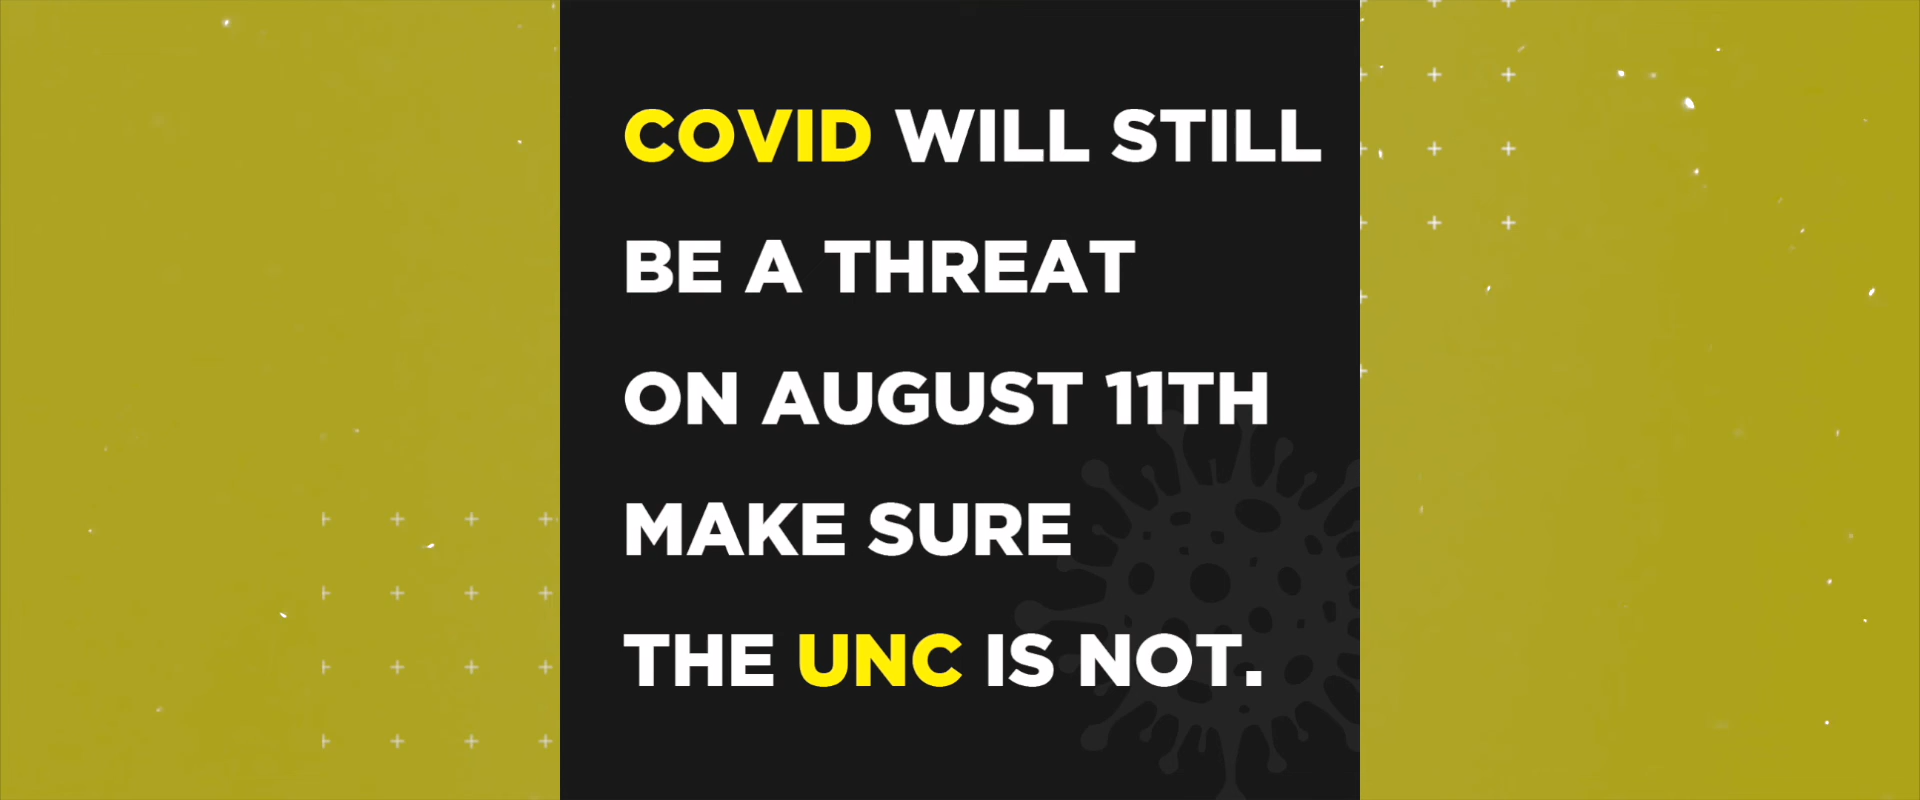 COVID WILL STILL
BE A THREAT
ON AUGUST 11TH
MAKE SURE
THE UNC IS NOT.